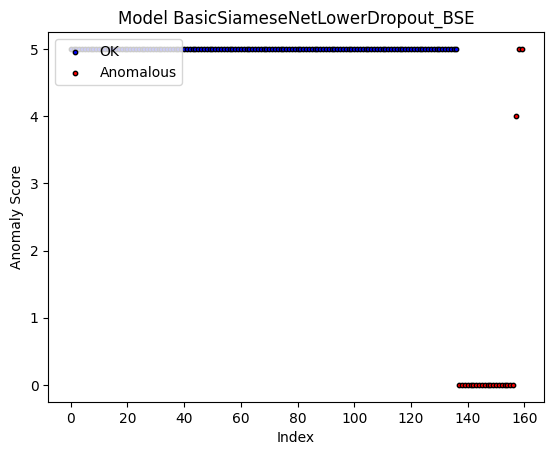 Model BasicSiameseNetLowerDropout_BSE
OK
Anomalous
Anomaly Score
5
4
3
2
1
0
0 20 40 60 80 100 120 140 160
Index